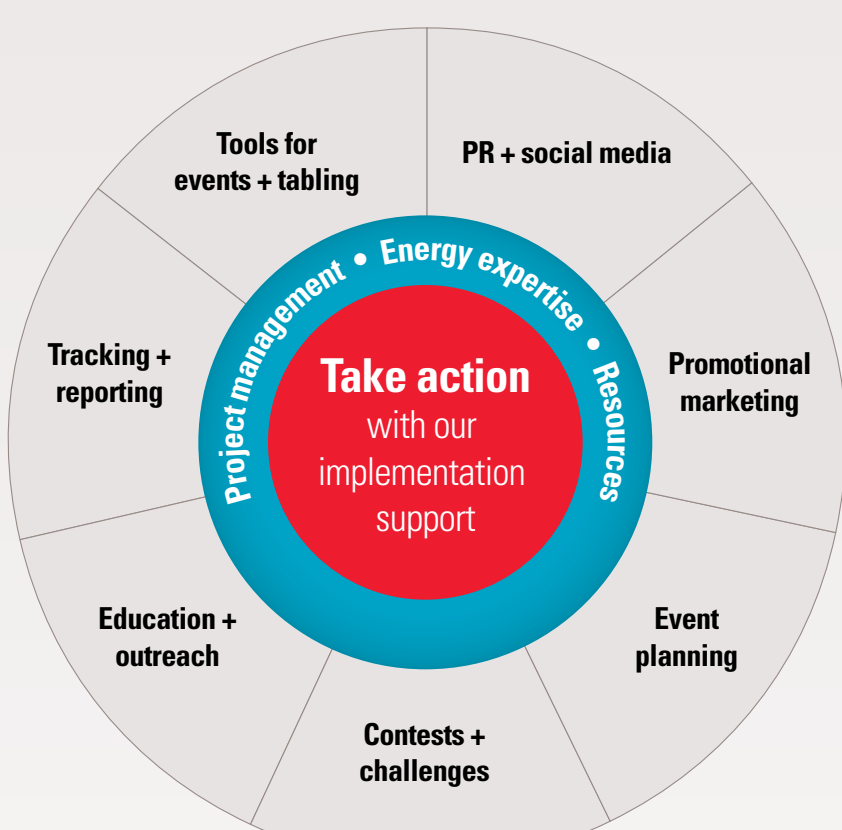 Tools for
events + tabling
PR + social media
Project management • Energy expertise • Resources
Tracking +
reporting
Take action
with our
implementation
support
Promotional
marketing
Education +
outreach
Event
planning
Contests +
challenges